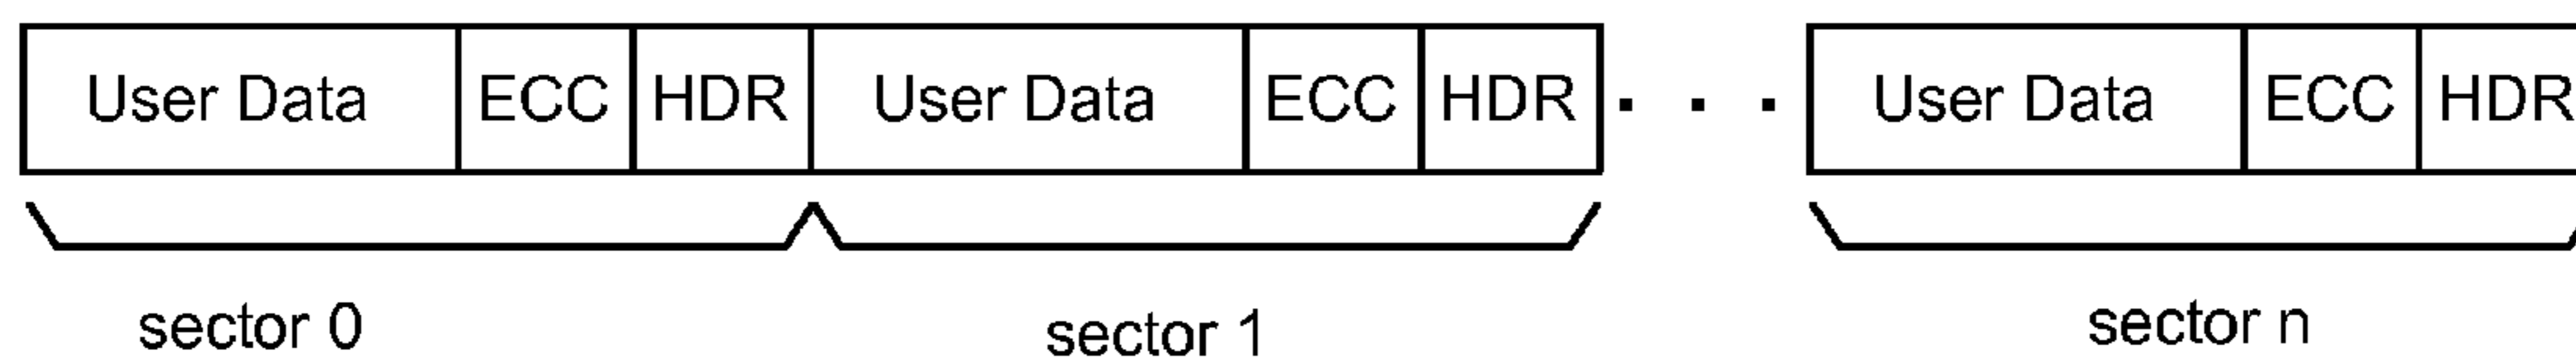 User Data ECC HDR User Data ECC HDR . . . User Data ECC HDR
sector 0 sector 1 sector n